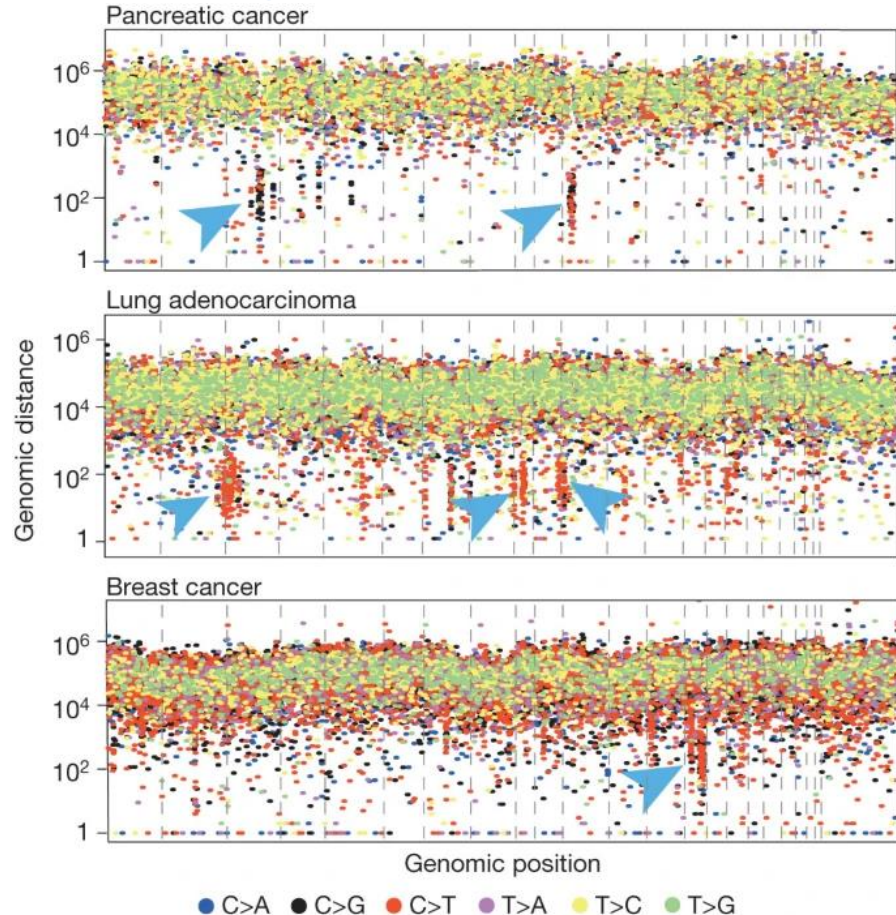 Pancreatic cancer
10⁶
10⁴
10²
1
Lung adenocarcinoma
10⁶
10⁴
10²
1
Genomic distance
Breast cancer
10⁶
10⁴
10²
1
Genomic position
C>A C>G C>T T>A T>C T>G